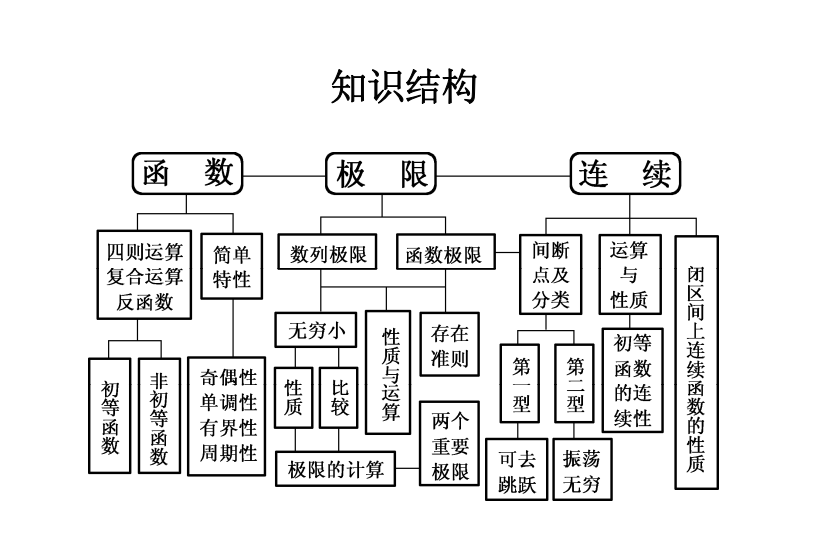 知识结构
函 数
极 限
连 续
四则运算
复合运算
反函数
简单
特性
数列极限
函数极限
间断
点及
分类
运算
与
性质
闭区间上连续函数的性质
初等函数
非初等函数
奇偶性
单调性
有界性
周期性
无穷小
性质与运算
存在
准则
性质
比较
极限的计算
两个
重要
极限
第一型
第二型
可去
跳跃
振荡
无穷
初等
函数
的连
续性